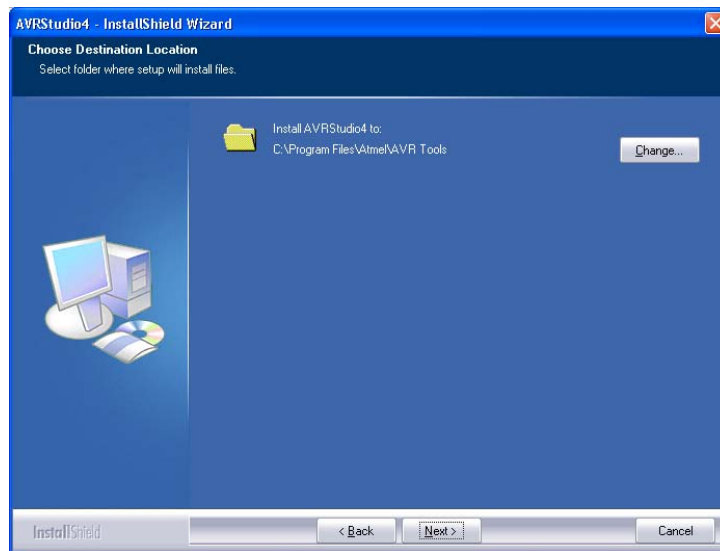 AVRStudio4 - InstallShield Wizard
Choose Destination Location
Select folder where setup will install files.
Install AVRStudio4 to:
C:\Program Files\Atmel\AVR Tools
Change...
InstallShield
< Back
Next >
Cancel